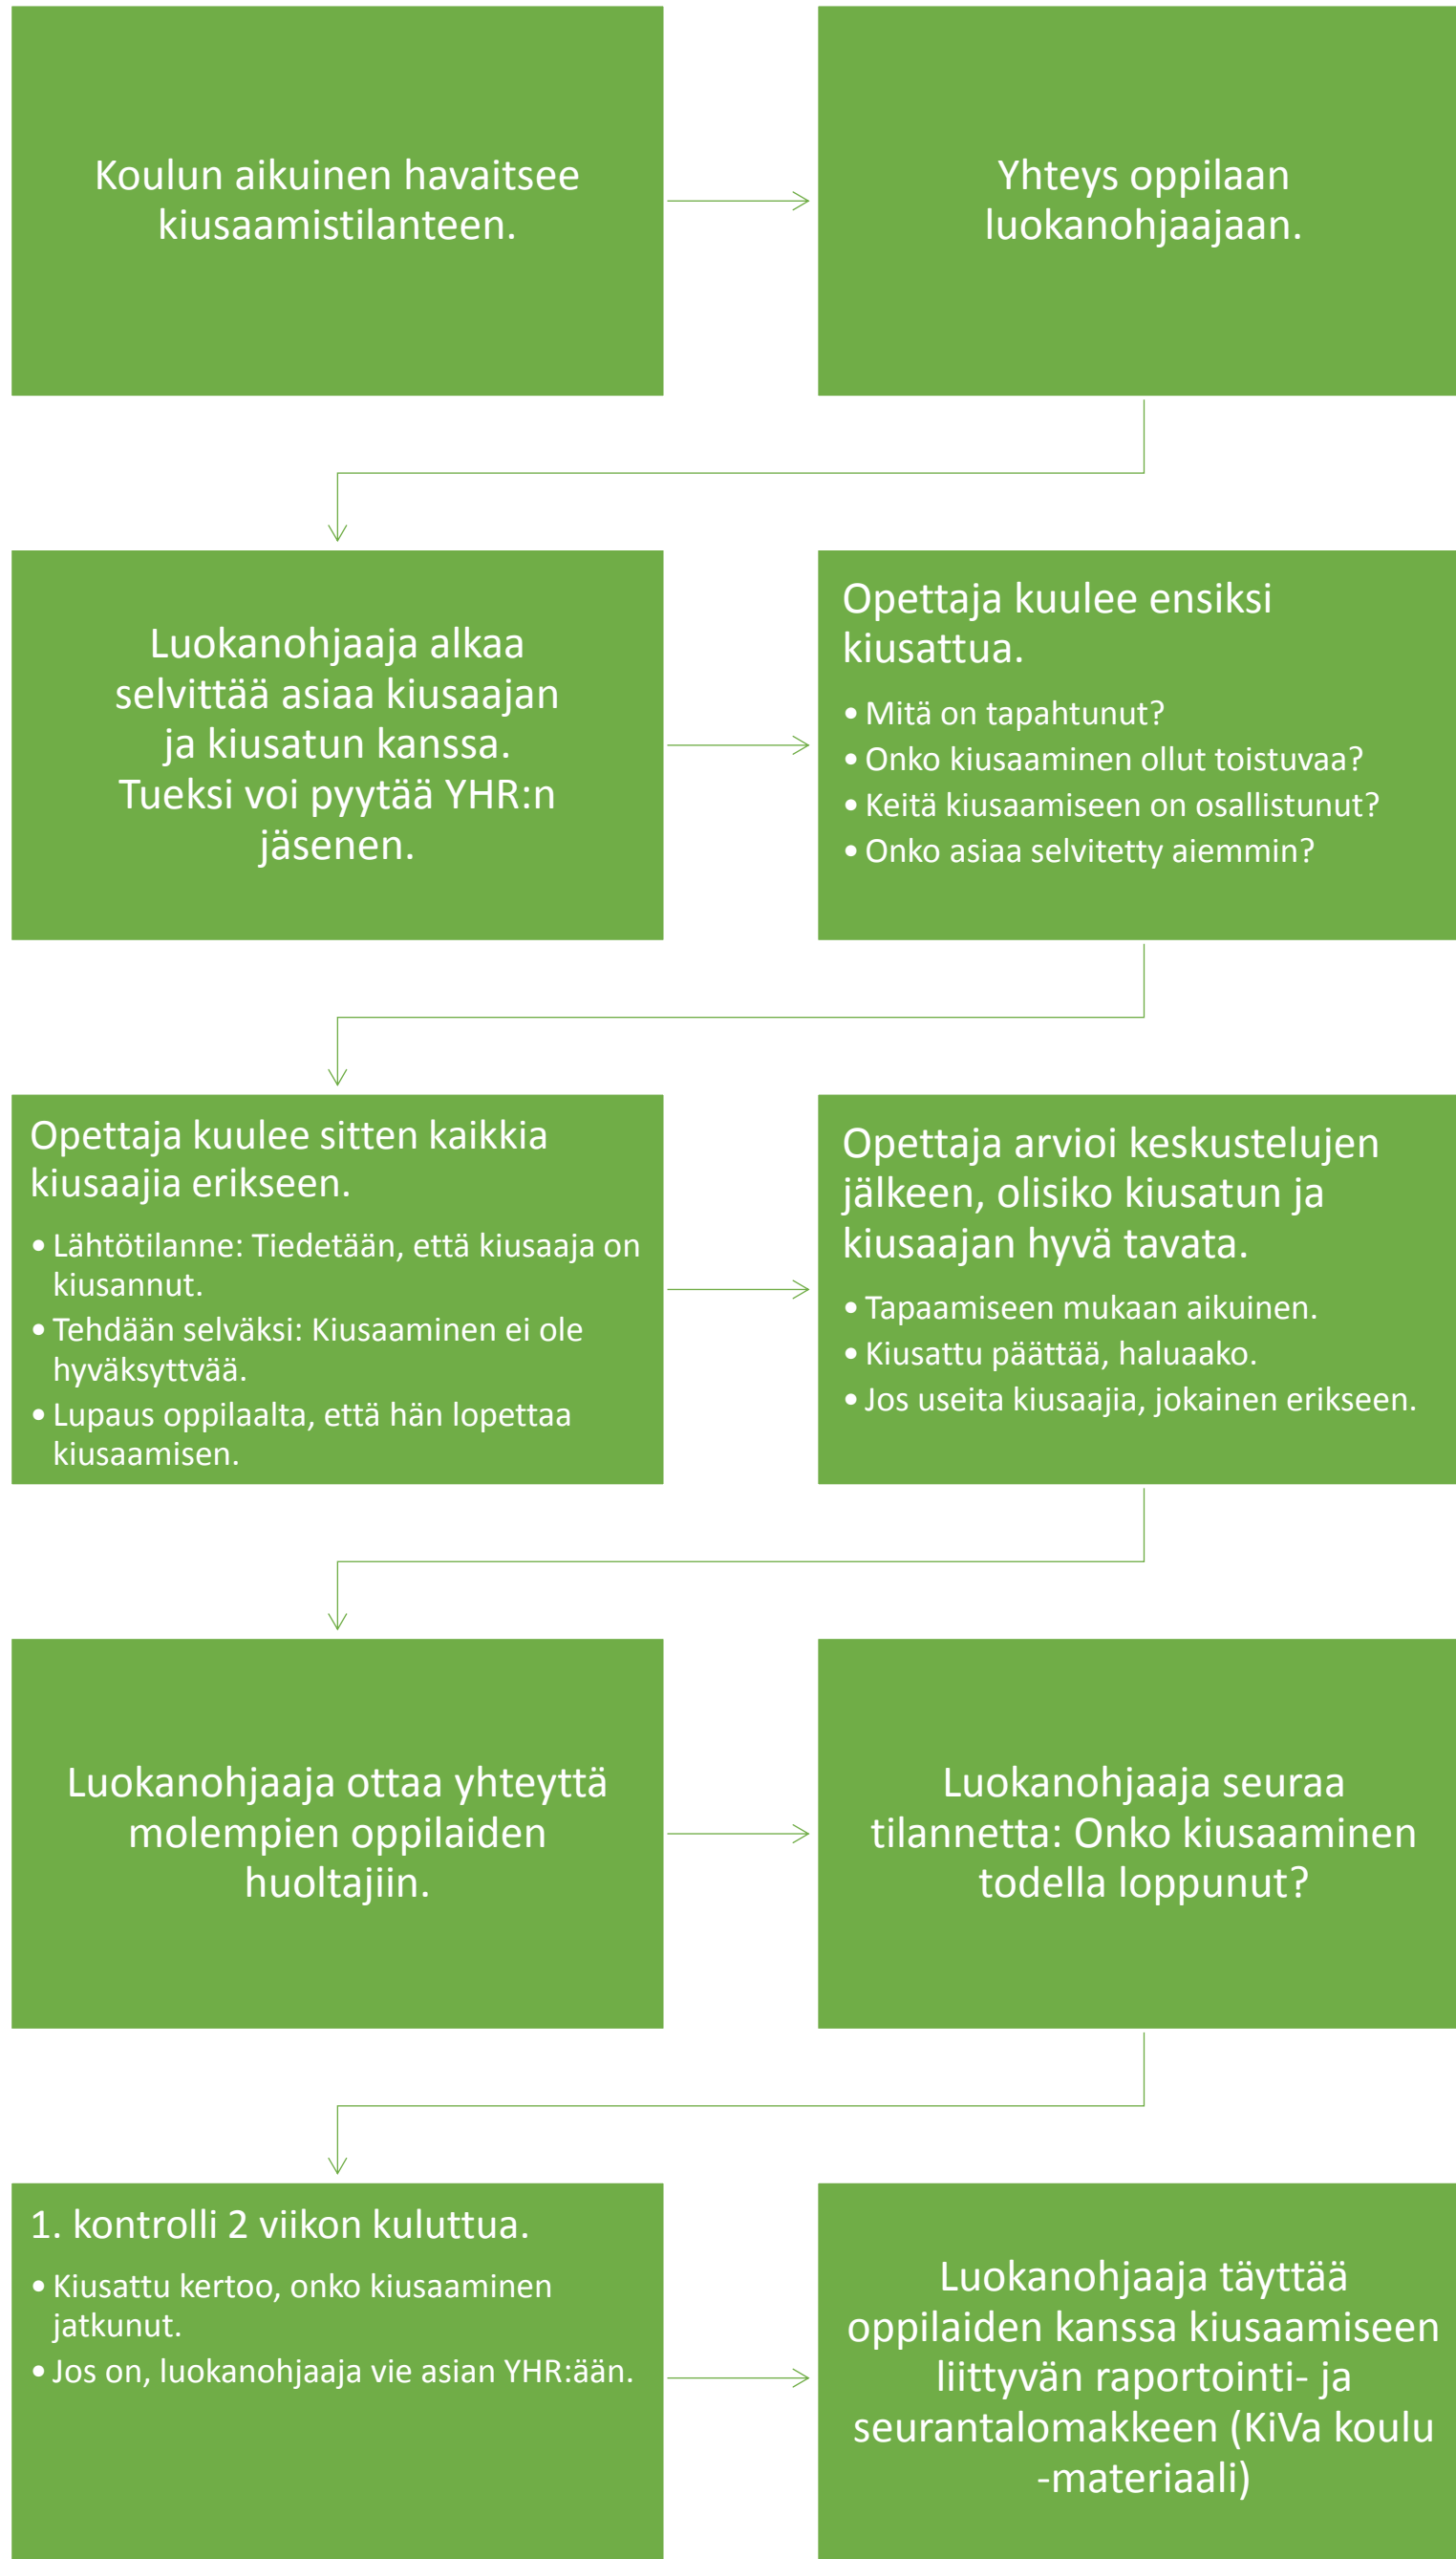 Koulun aikuinen havaitsee
kiusaamistilanteen.
Yhteys oppilaan
luokanohjaajaan.
Luokanohjaaja alkaa
selvittää asiaa kiusaajan
ja kiusatun kanssa.
Tueksi voi pyytää YHR:n
jäsenen.
Opettaja kuulee ensiksi
kiusattua.
• Mitä on tapahtunut?
• Onko kiusaaminen ollut toistuvaa?
• Keitä kiusaamiseen on osallistunut?
• Onko asiaa selvitetty aiemmin?
Opettaja kuulee sitten kaikkia
kiusaajia erikseen.
• Lähtötilanne: Tiedetään, että kiusaaja on
kiusannut.
• Tehdään selväksi: Kiusaaminen ei ole
hyväksyttvää.
• Lupaus oppilaalta, että hän lopettaa
kiusaamisen.
Opettaja arvioi keskustelujen
jälkeen, olisiko kiusatun ja
kiusaajan hyvä tavata.
• Tapaamiseen mukaan aikuinen.
• Kiusattu päättää, haluaako.
• Jos useita kiusaajia, jokainen erikseen.
Luokanohjaaja ottaa yhteyttä
molempien oppilaiden
huoltajiin.
Luokanohjaaja seuraa
tilannetta: Onko kiusaaminen
todella loppunut?
1. kontrolli 2 viikon kuluttua.
• Kiusattu kertoo, onko kiusaaminen
jatkunut.
• Jos on, luokanohjaaja vie asian YHR:ään.
Luokanohjaaja täyttää
oppilaiden kanssa kiusaamiseen
liittyvän raportointi- ja
seurantalomakkeen (KiVa koulu
-materiaali)